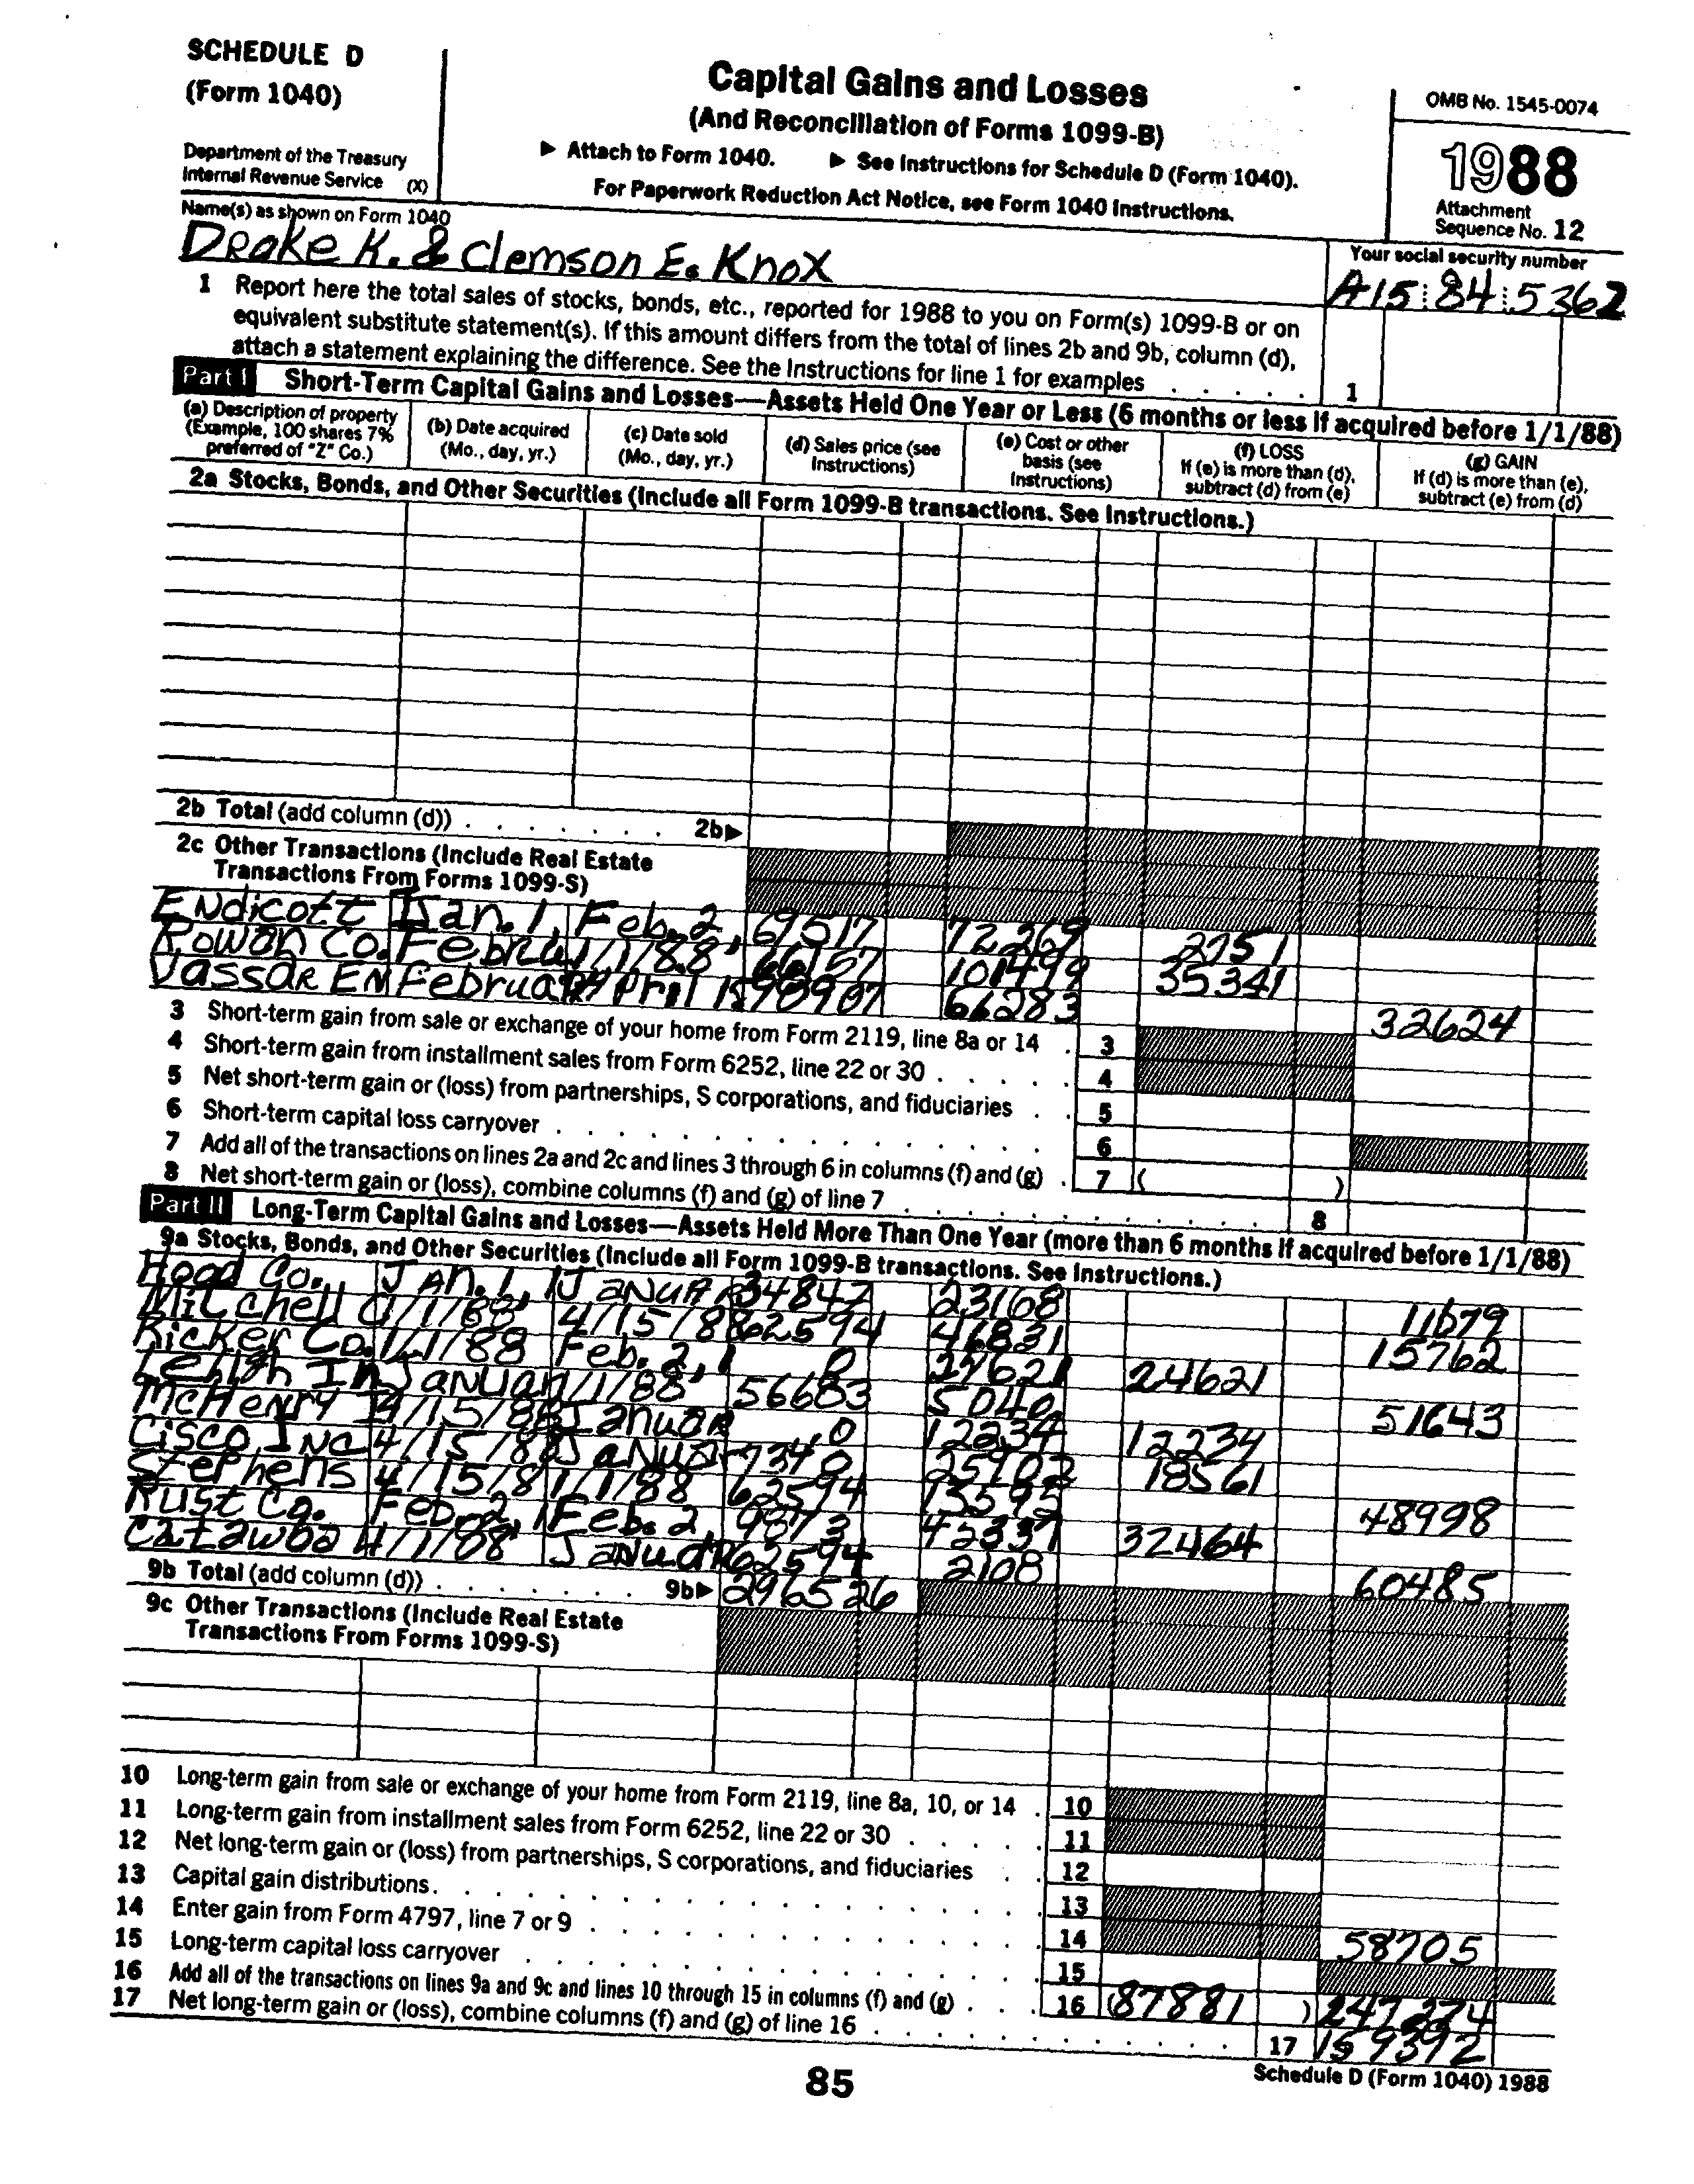 SCHEDULE D
(Form 1040)
Department of the Treasury
Internal Revenue Service (X)
Capital Gains and Losses
(And Reconciliation of Forms 1099-B)
▶ Attach to Form 1040. ▶ See Instructions for Schedule D (Form 1040).
For Paperwork Reduction Act Notice, see Form 1040 Instructions.
OMB No. 1545-0074
1988
Attachment
Sequence No. 12
Name(s) as shown on Form 1040
Drake K. & Clemson E. Knox
Your social security number
A15 84 5362
1 Report here the total sales of stocks, bonds, etc., reported for 1988 to you on Form(s) 1099-B or on
equivalent substitute statement(s). If this amount differs from the total of lines 2b and 9b, column (d),
attach a statement explaining the difference. See the Instructions for line 1 for examples . . . . . 1
Part I Short-Term Capital Gains and Losses—Assets Held One Year or Less (6 months or less if acquired before 1/1/88)
(a) Description of property
(Example, 100 shares 7%
preferred of "Z" Co.)
(b) Date acquired
(Mo., day, yr.)
(c) Date sold
(Mo., day, yr.)
(d) Sales price (see
Instructions)
(e) Cost or other
basis (see
Instructions)
(f) LOSS
If (e) is more than (d),
subtract (d) from (e)
(g) GAIN
If (d) is more than (e),
subtract (e) from (d)
2a Stocks, Bonds, and Other Securities (Include all Form 1099-B transactions. See Instructions.)
2b Total (add column (d)) . . . . . . . 2b▶
2c Other Transactions (Include Real Estate
Transactions From Forms 1099-S)
Endicott I Jan. 1, Feb. 2, 69517 72269 2751
Rowan Co. Februa 1/1/88 66157 101499 35341
Vassar En Februar April 15 98907 66283 32624
3 Short-term gain from sale or exchange of your home from Form 2119, line 8a or 14 . 3
4 Short-term gain from installment sales from Form 6252, line 22 or 30 . . . . . 4
5 Net short-term gain or (loss) from partnerships, S corporations, and fiduciaries . . 5
6 Short-term capital loss carryover . . . . . . . . . . . . . 6
7 Add all of the transactions on lines 2a and 2c and lines 3 through 6 in columns (f) and (g) . 7 ( )
8 Net short-term gain or (loss), combine columns (f) and (g) of line 7 . . . . . . . . . 8
Part II Long-Term Capital Gains and Losses—Assets Held More Than One Year (more than 6 months if acquired before 1/1/88)
9a Stocks, Bonds, and Other Securities (Include all Form 1099-B transactions. See Instructions.)
Hood Co. Jan. 1, 1 Januar 34847 23168 11679
Mitchell C 1/1/88 4/15/88 62594 46831 15762
Ricker Co. 1/1/88 Feb. 2, 1 0 24621 24621
Lehigh In Januar 1/1/88 56683 5040 51643
McHenry 4/15/88 Januar 0 12234 12234
Cisco Inc 4/15/88 Januar 7340 25902 18561
Stephens 4/15/8 1/1/88 62594 13595 48998
Rust Co. Feb. 2, 1 Feb. 2, 9873 42337 32464
Catawba 4/1/88 Januar 62594 2108 60485
9b Total (add column (d)) . . . . . . . 9b▶ 296526
9c Other Transactions (Include Real Estate
Transactions From Forms 1099-S)
10 Long-term gain from sale or exchange of your home from Form 2119, line 8a, 10, or 14 . 10
11 Long-term gain from installment sales from Form 6252, line 22 or 30 . . . . 11
12 Net long-term gain or (loss) from partnerships, S corporations, and fiduciaries . . 12
13 Capital gain distributions . . . . . . . . . . . . . . 13
14 Enter gain from Form 4797, line 7 or 9 . . . . . . . . . . . 14 58705
15 Long-term capital loss carryover . . . . . . . . . . . . . 15
16 Add all of the transactions on lines 9a and 9c and lines 10 through 15 in columns (f) and (g) . . . 16 (87881 ) 247274
17 Net long-term gain or (loss), combine columns (f) and (g) of line 16 . . . . . . . . . . 17 159392
Schedule D (Form 1040) 1988
85